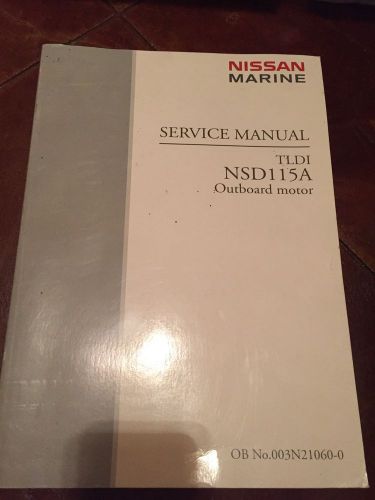 NISSAN
MARINE
SERVICE MANUAL
TLDI
NSD115A
Outboard motor
OB No.003N21060-0